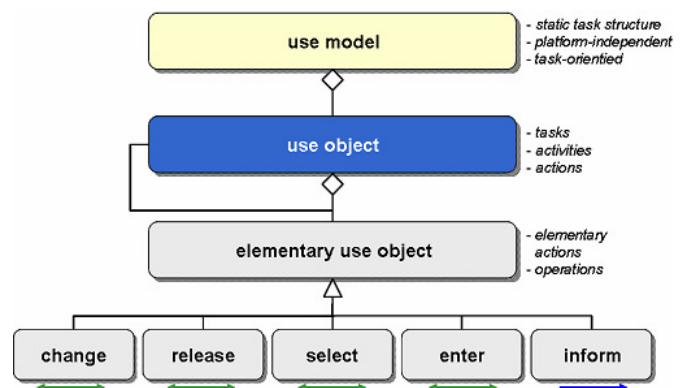 use model
- static task structure
- platform-independent
- task-orientied
use object
- tasks
- activities
- actions
elementary use object
- elementary
actions
- operations
change
release
select
enter
inform